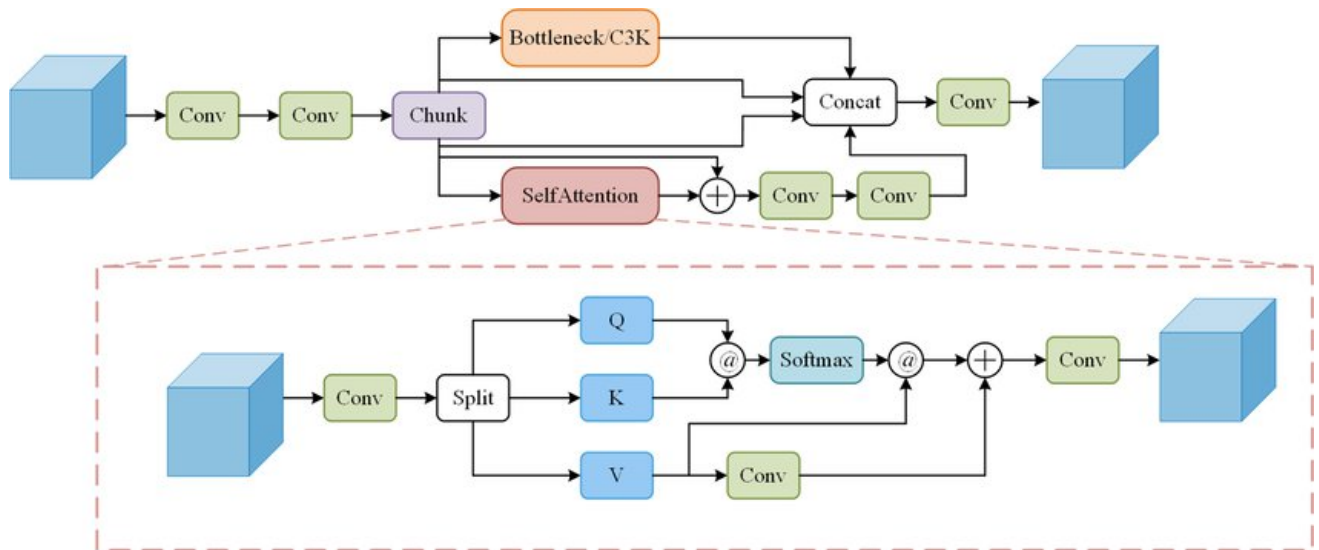 Bottleneck/C3K
Conv
Conv
Chunk
Concat
Conv
SelfAttention
+
Conv
Conv
Q
@
Softmax
@
+
Conv
Conv
Split
K
V
Conv